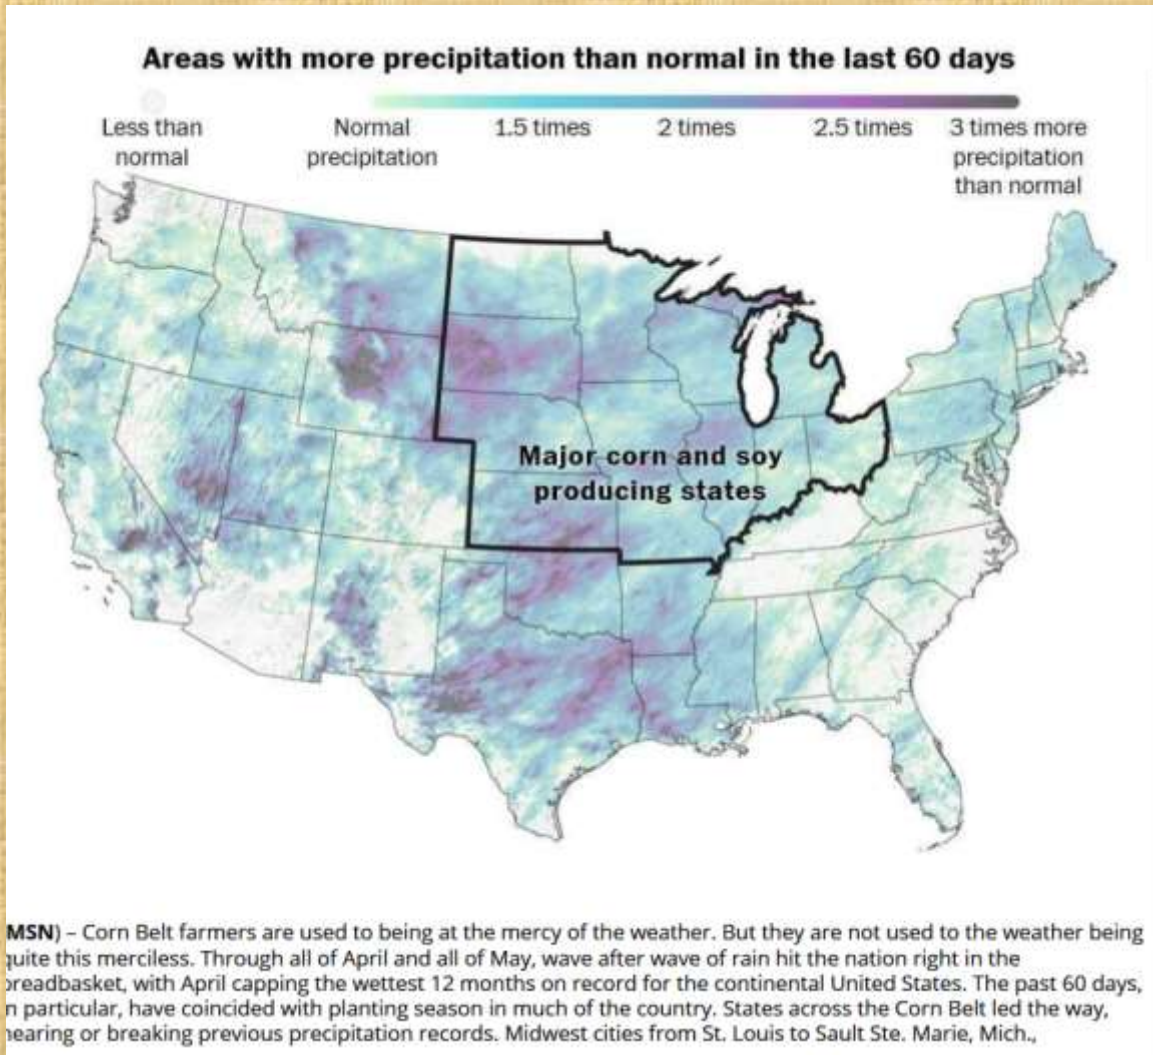 Areas with more precipitation than normal in the last 60 days
Less than normal
Normal precipitation
1.5 times
2 times
2.5 times
3 times more precipitation than normal
Major corn and soy
producing states
MSN) – Corn Belt farmers are used to being at the mercy of the weather. But they are not used to the weather being
quite this merciless. Through all of April and all of May, wave after wave of rain hit the nation right in the
breadbasket, with April capping the wettest 12 months on record for the continental United States. The past 60 days,
in particular, have coincided with planting season in much of the country. States across the Corn Belt led the way,
nearing or breaking previous precipitation records. Midwest cities from St. Louis to Sault Ste. Marie, Mich.,